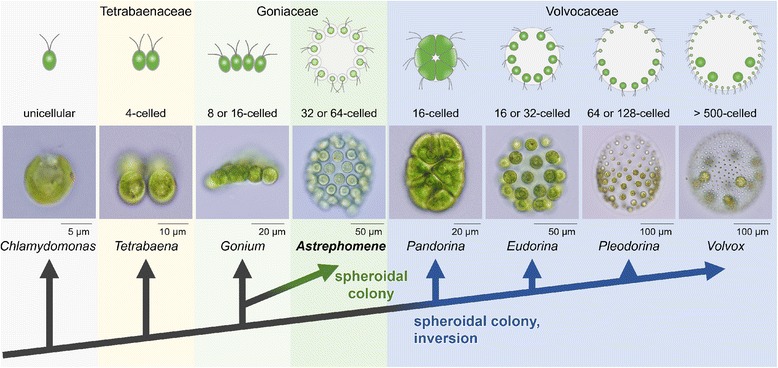 Tetrabaenaceae Goniaceae Volvocaceae
unicellular 4-celled 8 or 16-celled 32 or 64-celled 16-celled 16 or 32-celled 64 or 128-celled > 500-celled
5 μm 10 μm 20 μm 50 μm 20 μm 50 μm 100 μm 100 μm
Chlamydomonas Tetrabaena Gonium Astrephomene Pandorina Eudorina Pleodorina Volvox
spheroidal
colony
spheroidal colony,
inversion